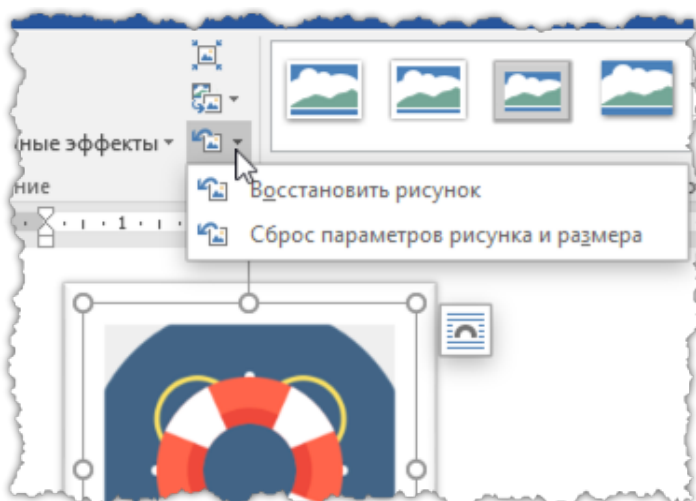 ные эффекты
ние
Восстановить рисунок
1
Сброс параметров рисунка и размера